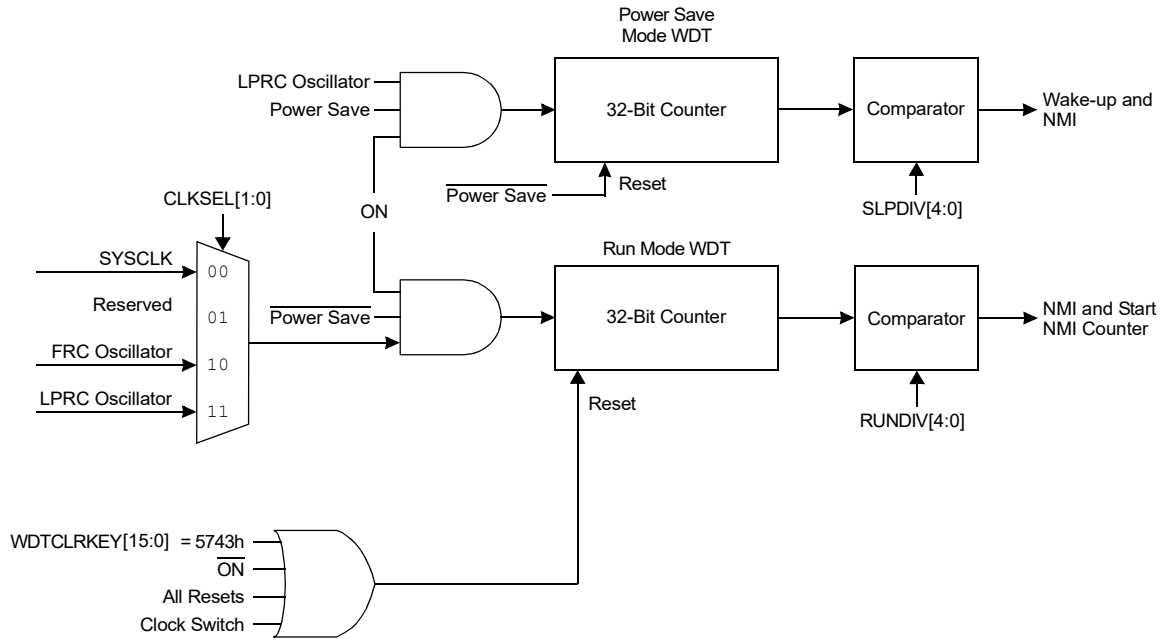 Power Save
Mode WDT
LPRC Oscillator
Power Save
32-Bit Counter
Comparator
Wake-up and
NMI
Power Save
Reset
SLPDIV[4:0]
CLKSEL[1:0]
ON
Run Mode WDT
SYSCLK
00
Reserved
01
FRC Oscillator
10
LPRC Oscillator
11
Power Save
32-Bit Counter
Comparator
NMI and Start
NMI Counter
Reset
RUNDIV[4:0]
WDTCLRKEY[15:0] = 5743h
ON
All Resets
Clock Switch